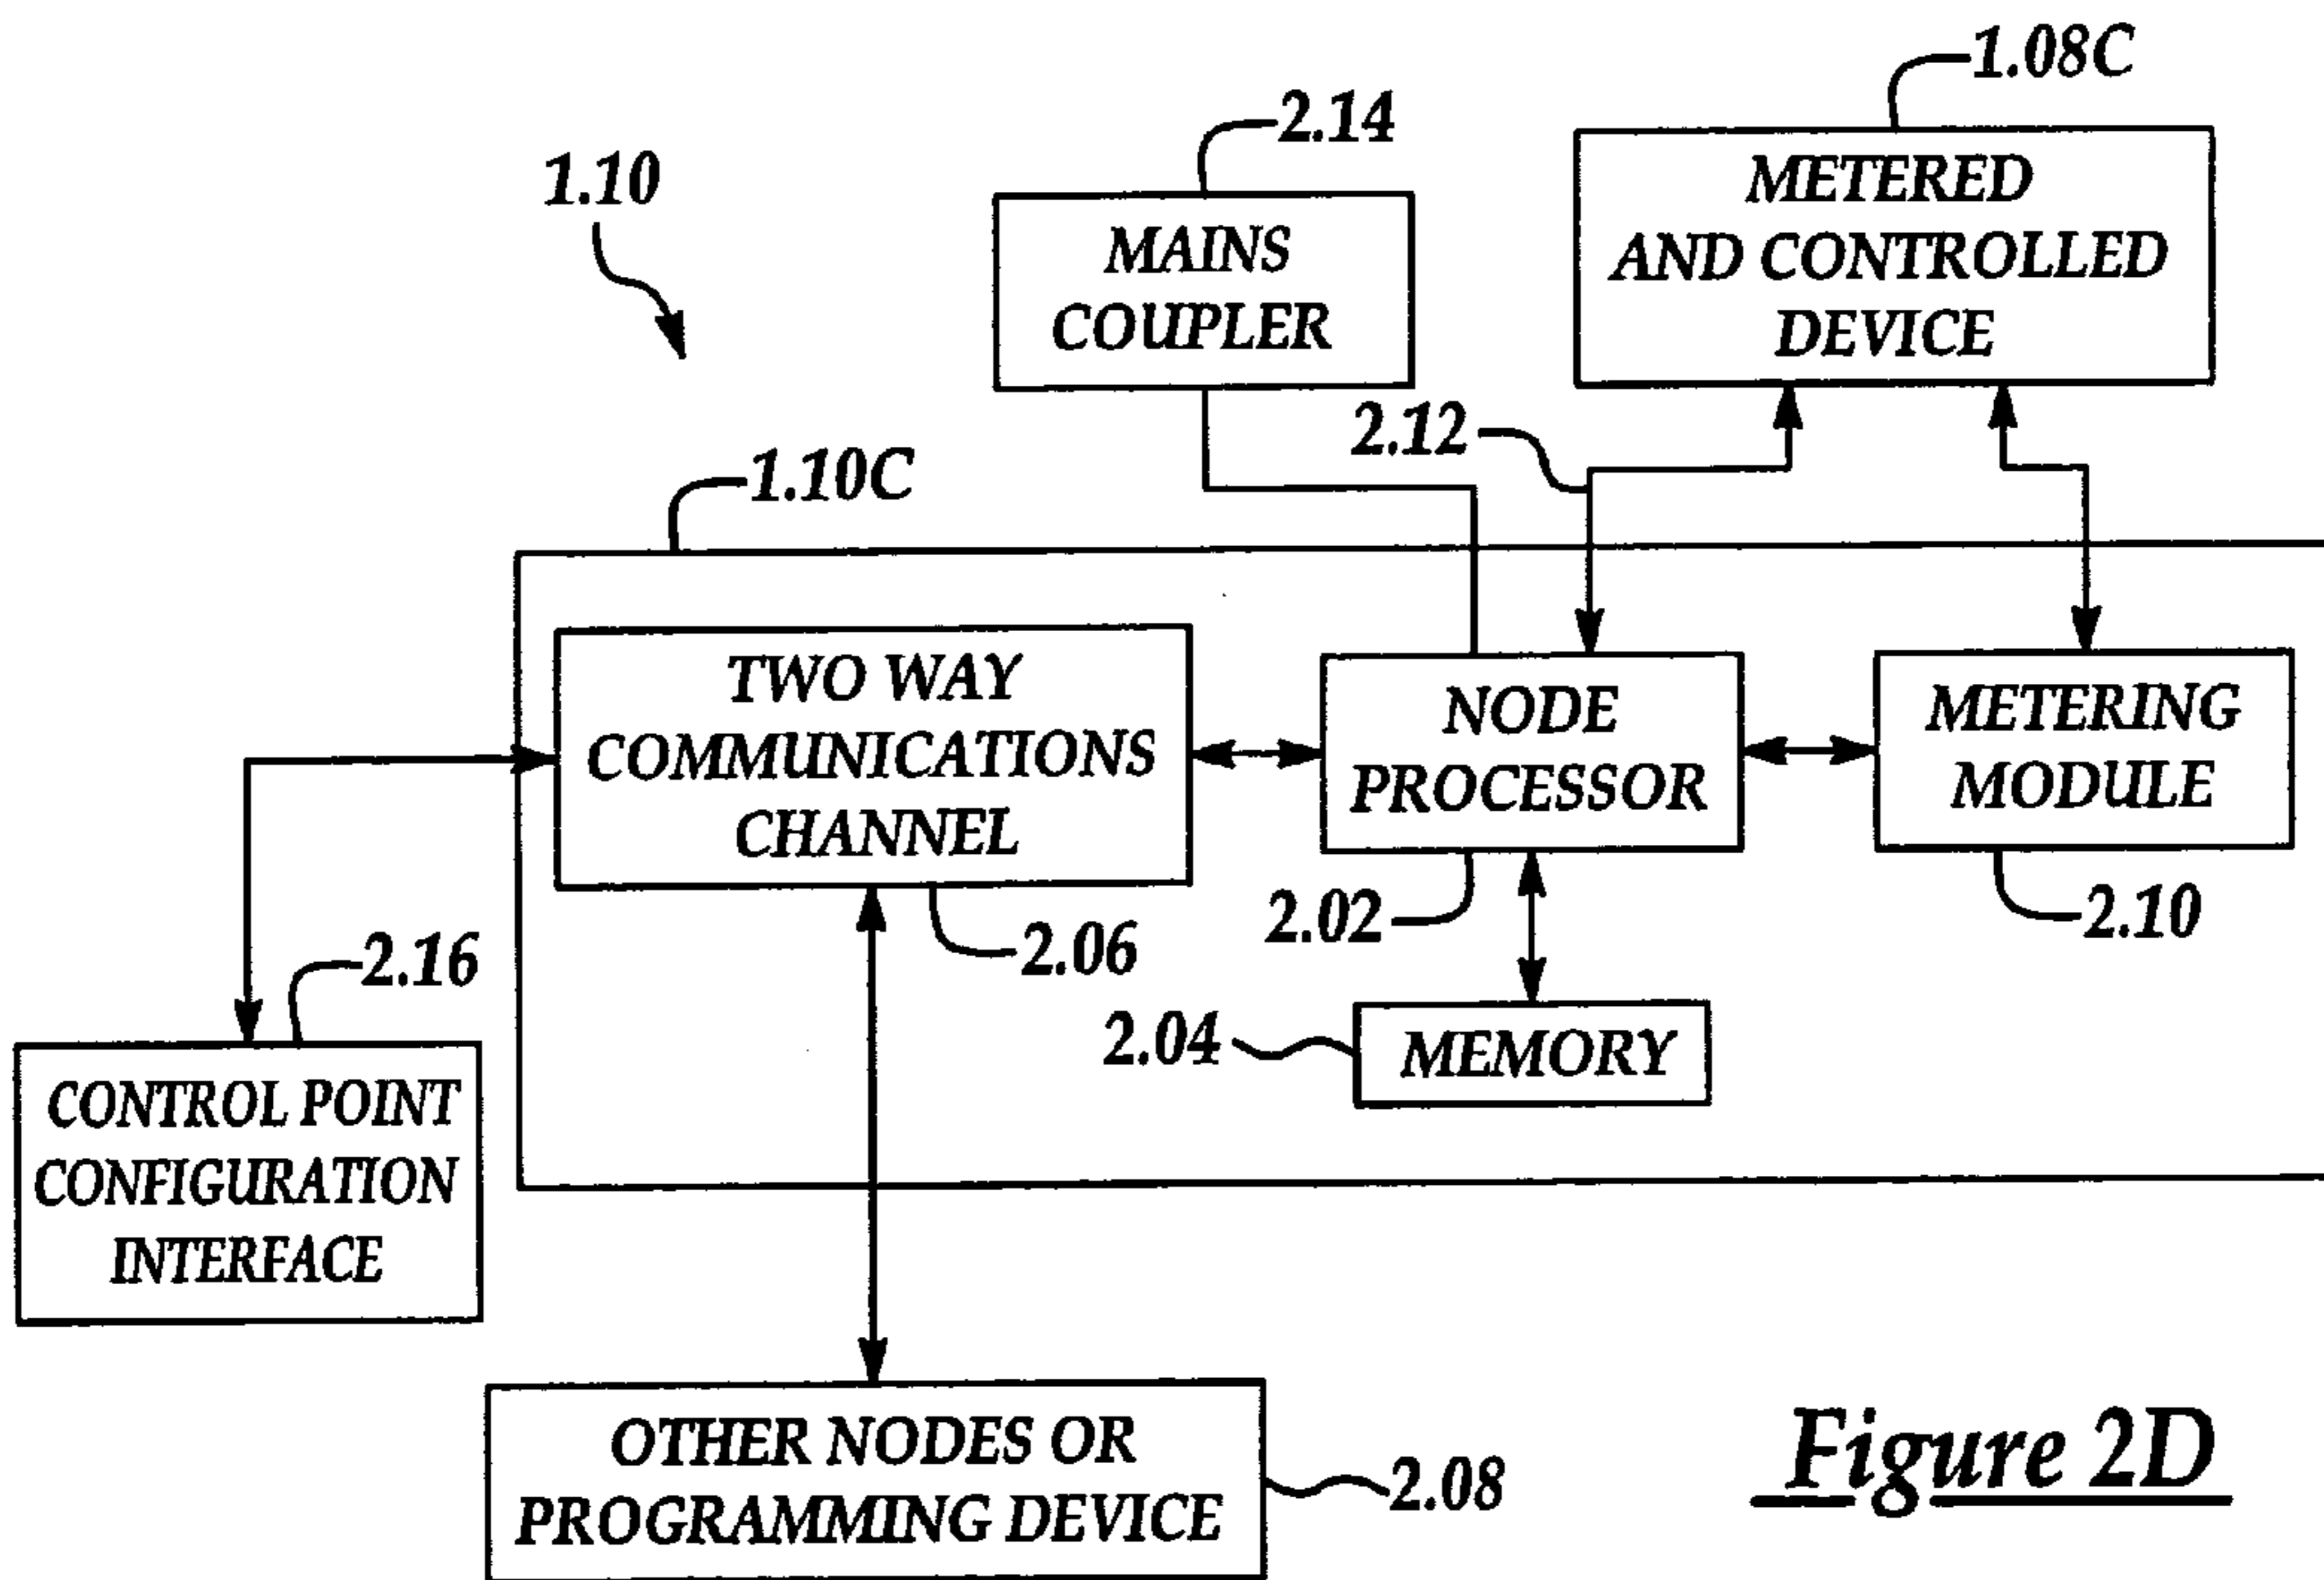 1.08C
2.14
1.10
METERED
AND CONTROLLED
DEVICE
MAINS
COUPLER
2.12
1.10C
TWO WAY
COMMUNICATIONS
CHANNEL
NODE
PROCESSOR
METERING
MODULE
2.02
2.10
2.06
2.16
2.04
MEMORY
CONTROL POINT
CONFIGURATION
INTERFACE
OTHER NODES OR
PROGRAMMING DEVICE
2.08
Figure 2D